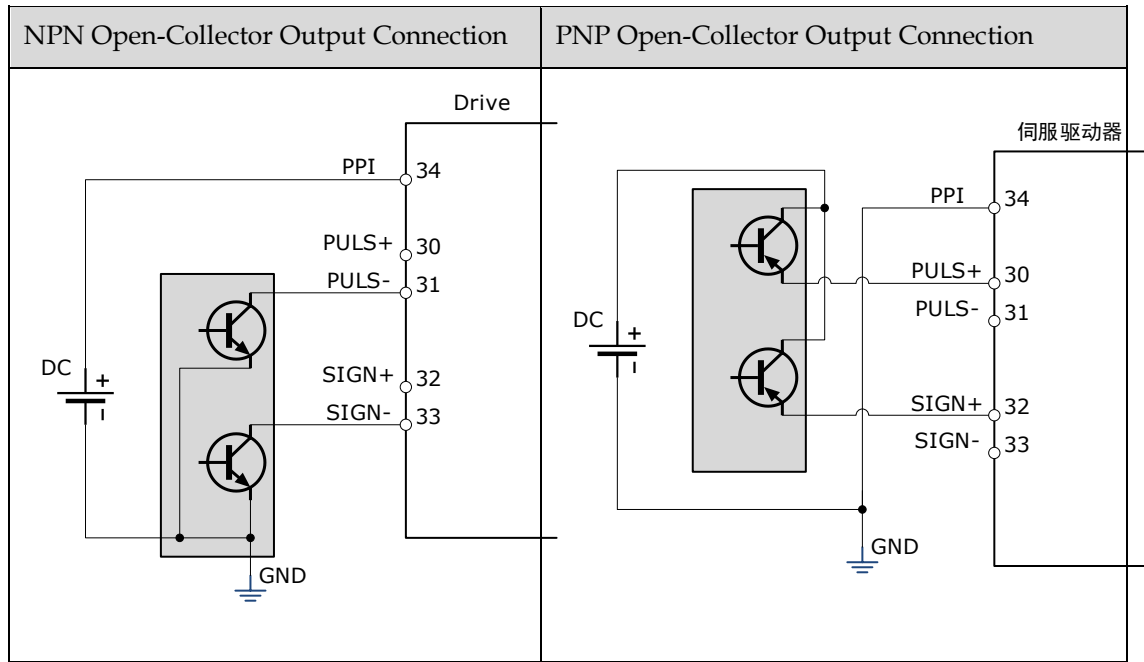 NPN Open-Collector Output Connection
PNP Open-Collector Output Connection
Drive
PPI 34
PULS+ 30
PULS- 31
SIGN+ 32
SIGN- 33
DC
+
-
GND
伺服驱动器
PPI 34
PULS+ 30
PULS- 31
SIGN+ 32
SIGN- 33
DC
+
-
GND